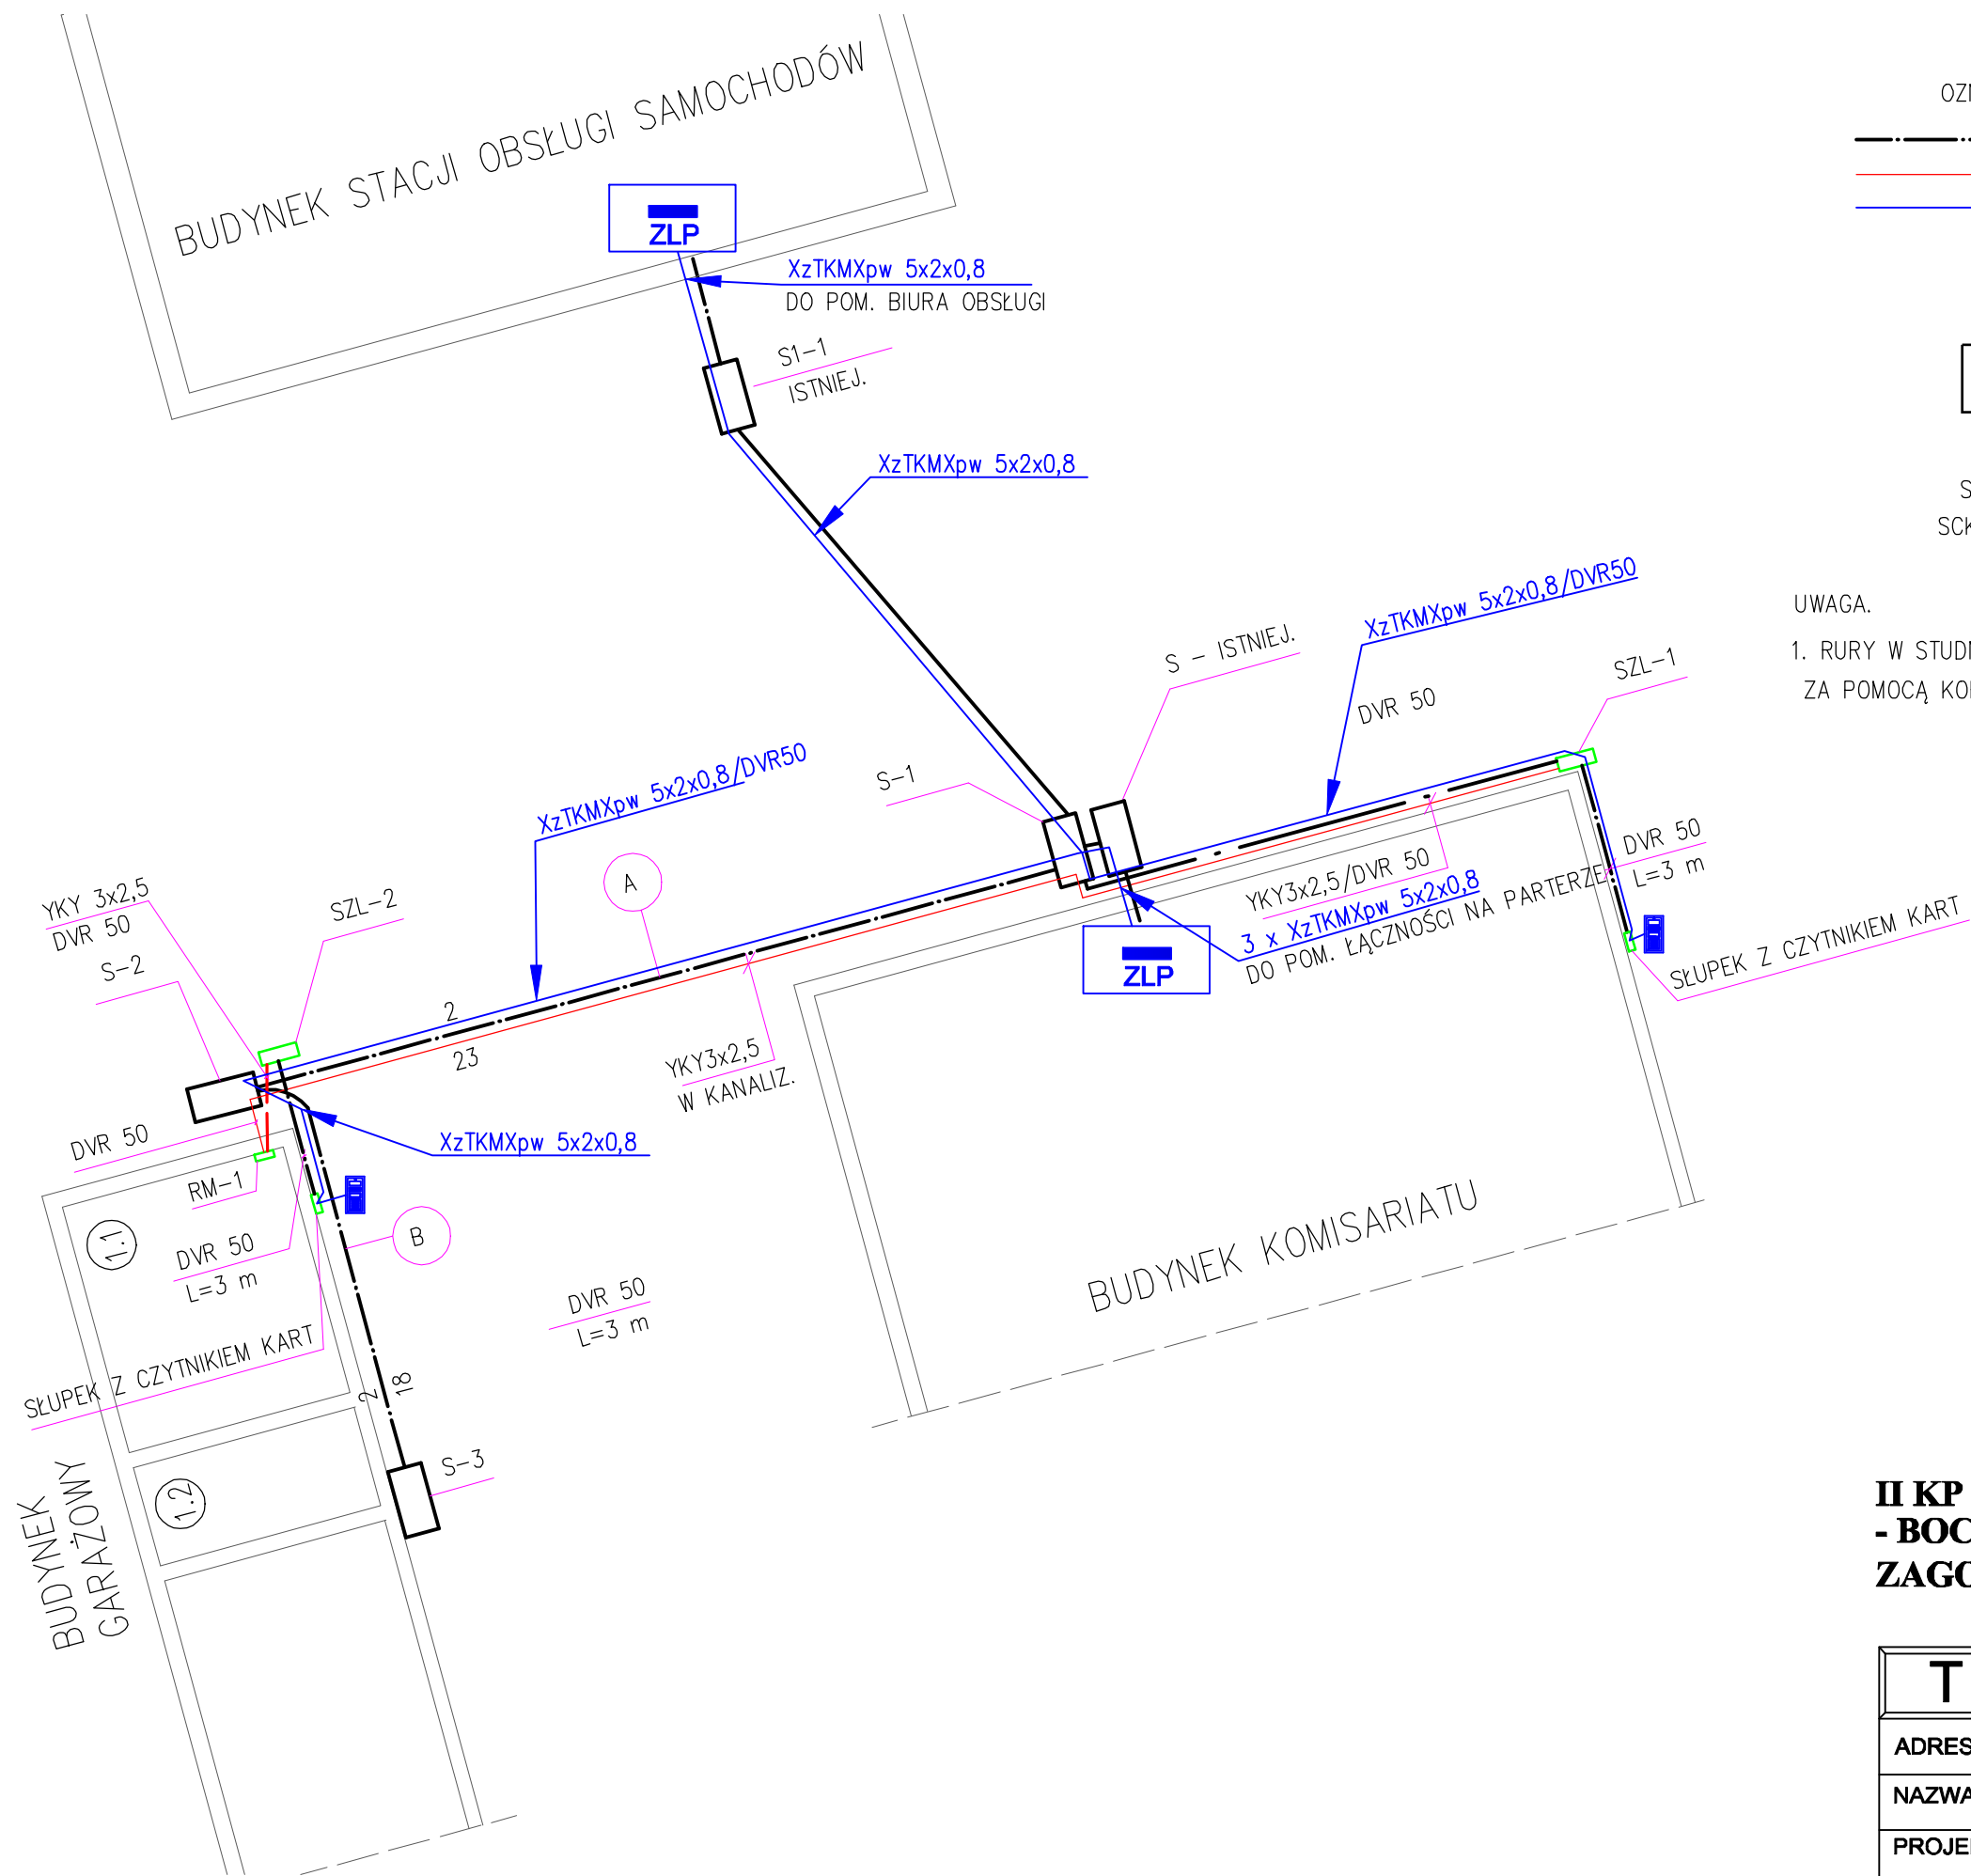 BUDYNEK STACJI OBSŁUGI SAMOCHODÓW
ZLP
XzTKMXpw 5x2x0,8
DO POM. BIURA OBSŁUGI
S1-1
ISTNIEJ.
XzTKMXpw 5x2x0,8
XzTKMXpw 5x2x0,8/DVR50
UWAGA.
S - ISTNIEJ.
SZL-1
1. RURY W
ZA POMOCĄ
DVR 50
XzTKMXpw 5x2x0,8/DVR50
S-1
DVR 50
L=3 m
YKY3x2,5/DVR 50
3 x XzTKMXpw 5x2x0,8
DO POM. ŁĄCZNOŚCI NA PARTERZE
A
YKY 3x2,5
DVR 50
SZL-2
S-2
SŁUPEK Z CZYTNIKIEM KART
ZLP
2
23
YKY3x2,5
W KANALIZ.
DVR 50
XzTKMXpw 5x2x0,8
RM-1
1.1
B
DVR 50
L=3 m
DVR 50
L=3 m
BUDYNEK KOMISARIATU
SŁUPEK Z CZYTNIKIEM KART
2
18
S-3
1.2
BUDYNEK
GARAŻOWY
II KP
- BOC
ZAGO
T
ADRES
NAZWA
PROJE